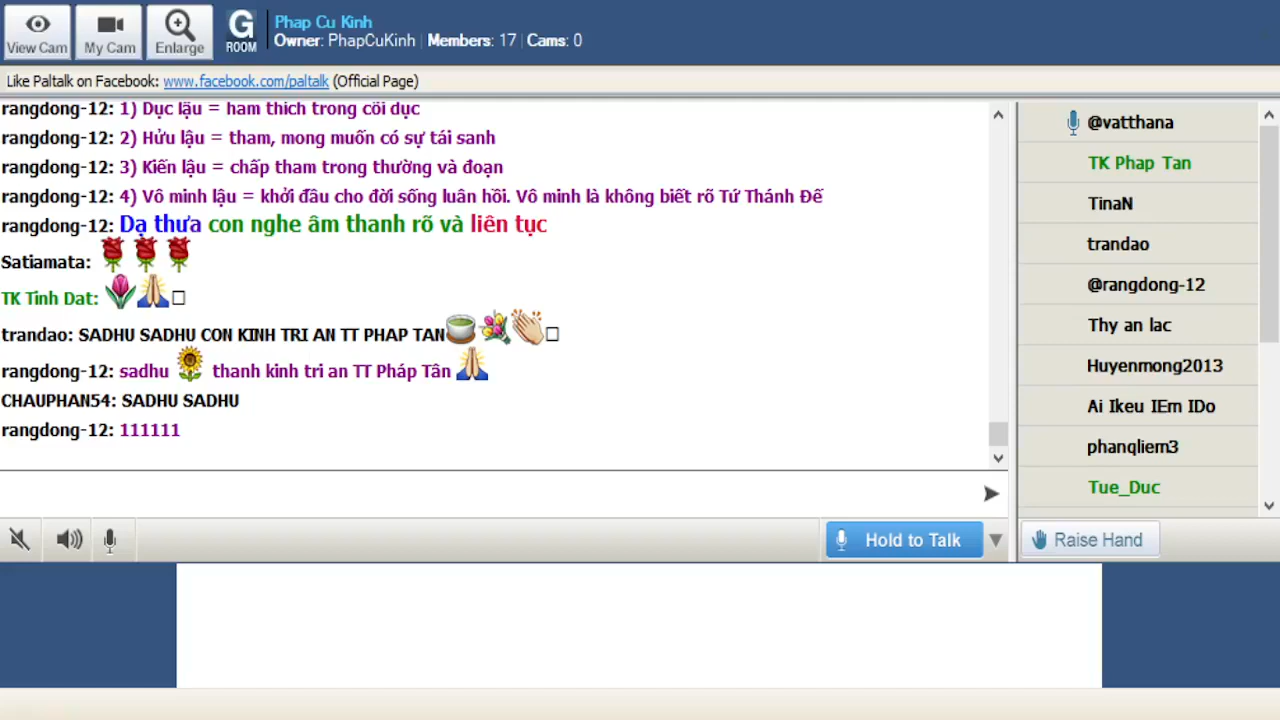 View Cam
My Cam
Enlarge
G
ROOM
Phap Cu Kinh
Owner: PhapCuKinh | Members: 17 | Cams: 0
Like Paltalk on Facebook: www.facebook.com/paltalk (Official Page)
rangdong-12: 1) Dục lậu = ham thích trong cõi dục
rangdong-12: 2) Hửu lậu = tham, mong muốn có sự tái sanh
rangdong-12: 3) Kiến lậu = chấp tham trong thường và đoạn
rangdong-12: 4) Vô minh lậu = khởi đầu cho đời sống luân hồi. Vô minh là không biết rõ Tứ Thánh Đế
rangdong-12: Dạ thưa con nghe âm thanh rõ và liên tục
Satiamata:
TK Tinh Dat:
trandao: SADHU SADHU CON KINH TRI AN TT PHAP TAN
rangdong-12: sadhu thanh kinh tri an TT Pháp Tân
CHAUPHAN54: SADHU SADHU
rangdong-12: 111111
@vatthana
TK Phap Tan
TinaN
trandao
@rangdong-12
Thy an lac
Huyenmong2013
Ai Ikeu IEm IDo
phanqliem3
Tue_Duc
Hold to Talk
Raise Hand